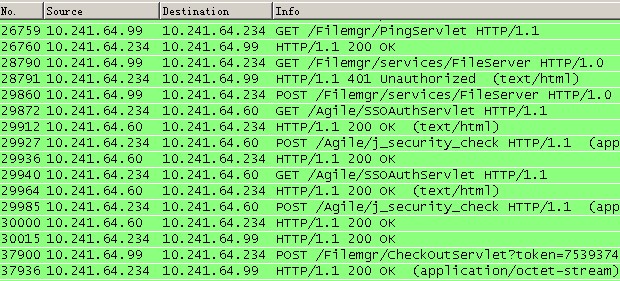 No. Source Destination Info
26759 10.241.64.99 10.241.64.234 GET /Filemgr/PingServlet HTTP/1.1
26760 10.241.64.234 10.241.64.99 HTTP/1.1 200 OK
28790 10.241.64.99 10.241.64.234 GET /Filemgr/services/FileServer HTTP/1.0
28791 10.241.64.234 10.241.64.99 HTTP/1.1 401 Unauthorized (text/html)
29860 10.241.64.99 10.241.64.234 POST /Filemgr/services/FileServer HTTP/1.0
29872 10.241.64.234 10.241.64.60 GET /Agile/SSOAuthServlet HTTP/1.1
29912 10.241.64.60 10.241.64.234 HTTP/1.1 200 OK (text/html)
29927 10.241.64.234 10.241.64.60 POST /Agile/j_security_check HTTP/1.1 (app
29936 10.241.64.60 10.241.64.234 HTTP/1.1 200 OK
29940 10.241.64.234 10.241.64.60 GET /Agile/SSOAuthServlet HTTP/1.1
29964 10.241.64.60 10.241.64.234 HTTP/1.1 200 OK (text/html)
29985 10.241.64.234 10.241.64.60 POST /Agile/j_security_check HTTP/1.1 (app
30000 10.241.64.60 10.241.64.234 HTTP/1.1 200 OK
30015 10.241.64.234 10.241.64.99 HTTP/1.1 200 OK
37900 10.241.64.99 10.241.64.234 POST /Filemgr/CheckOutServlet?token=7539374
37936 10.241.64.234 10.241.64.99 HTTP/1.1 200 OK (application/octet-stream)